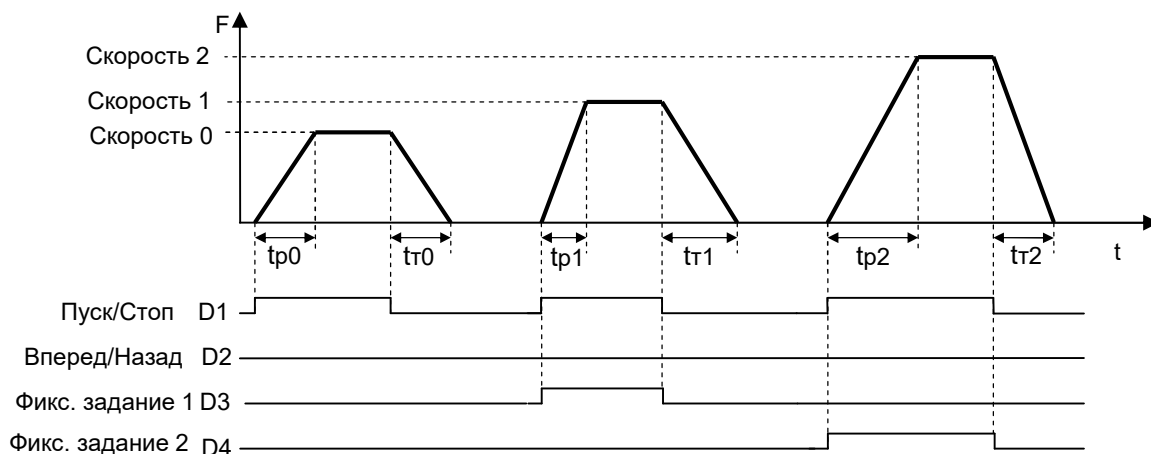 F
Скорость 2
Скорость 1
Скорость 0
tр0 tт0 tр1 tт1 tр2 tт2 t
Пуск/Стоп D1
Вперед/Назад D2
Фикс. задание 1 D3
Фикс. задание 2 D4